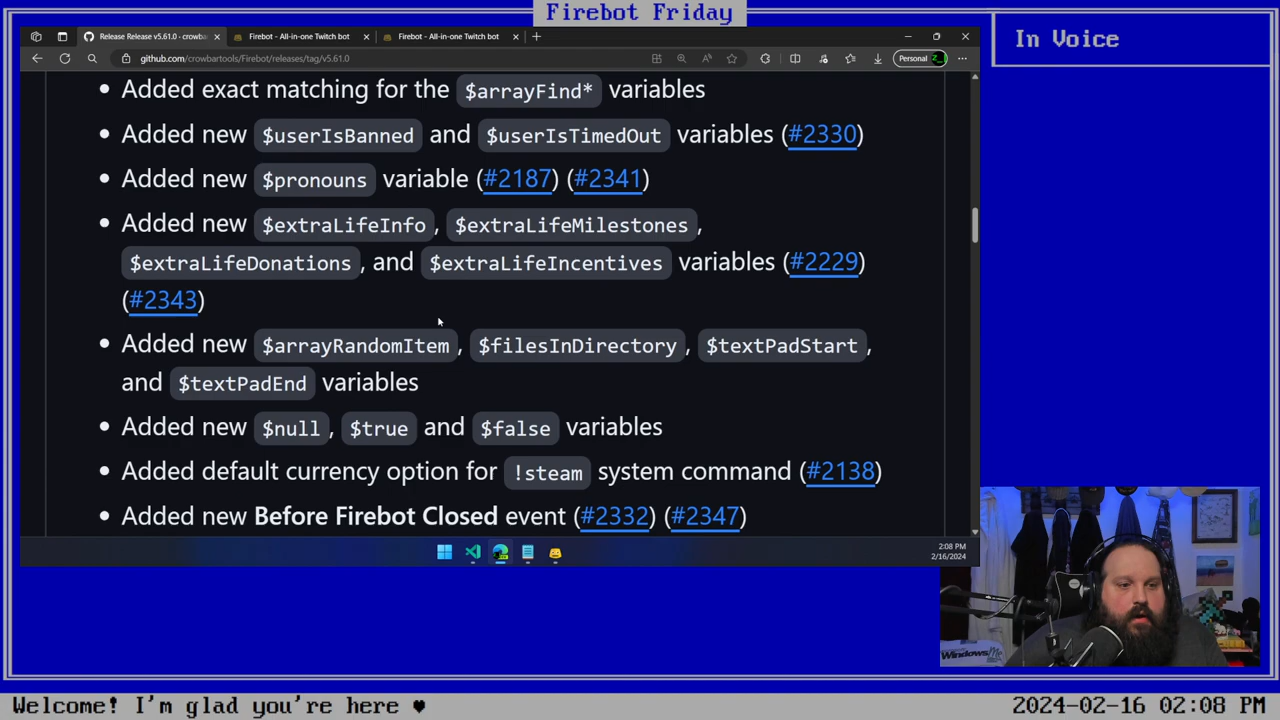 Firebot Friday
In Voice
Release Release v5.61.0 · crowba
Firebot - All-in-one Twitch bot
Firebot - All-in-one Twitch bot
github.com/crowbartools/Firebot/releases/tag/v5.61.0
Personal
• Added exact matching for the $arrayFind* variables
• Added new $userIsBanned and $userIsTimedOut variables (#2330)
• Added new $pronouns variable (#2187) (#2341)
• Added new $extraLifeInfo, $extraLifeMilestones,
$extraLifeDonations, and $extraLifeIncentives variables (#2229)
(#2343)
• Added new $arrayRandomItem, $filesInDirectory, $textPadStart,
and $textPadEnd variables
• Added new $null, $true and $false variables
• Added default currency option for !steam system command (#2138)
• Added new Before Firebot Closed event (#2332) (#2347)
2:08 PM
2/16/2024
Windows
Welcome! I'm glad you're here ♥
2024-02-16 02:08 PM